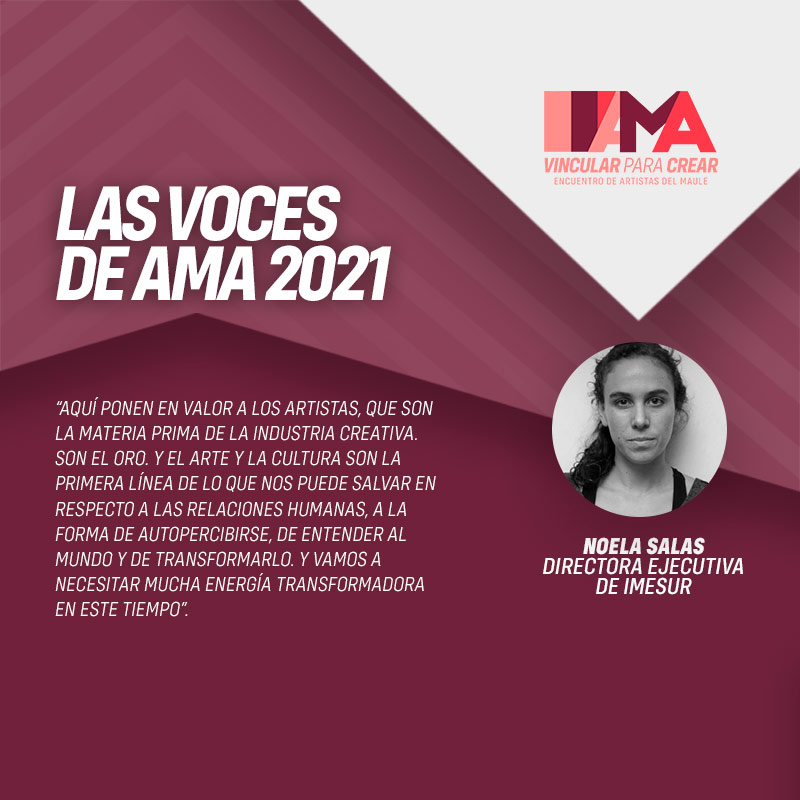 AMA
VINCULAR PARA CREAR
ENCUENTRO DE ARTISTAS DEL MAULE
LAS VOCES
DE AMA 2021
“AQUÍ PONEN EN VALOR A LOS ARTISTAS, QUE SON
LA MATERIA PRIMA DE LA INDUSTRIA CREATIVA.
SON EL ORO. Y EL ARTE Y LA CULTURA SON LA
PRIMERA LÍNEA DE LO QUE NOS PUEDE SALVAR EN
RESPECTO A LAS RELACIONES HUMANAS, A LA
FORMA DE AUTOPERCIBIRSE, DE ENTENDER AL
MUNDO Y DE TRANSFORMARLO. Y VAMOS A
NECESITAR MUCHA ENERGÍA TRANSFORMADORA
EN ESTE TIEMPO”.
NOELA SALAS
DIRECTORA EJECUTIVA
DE IMESUR